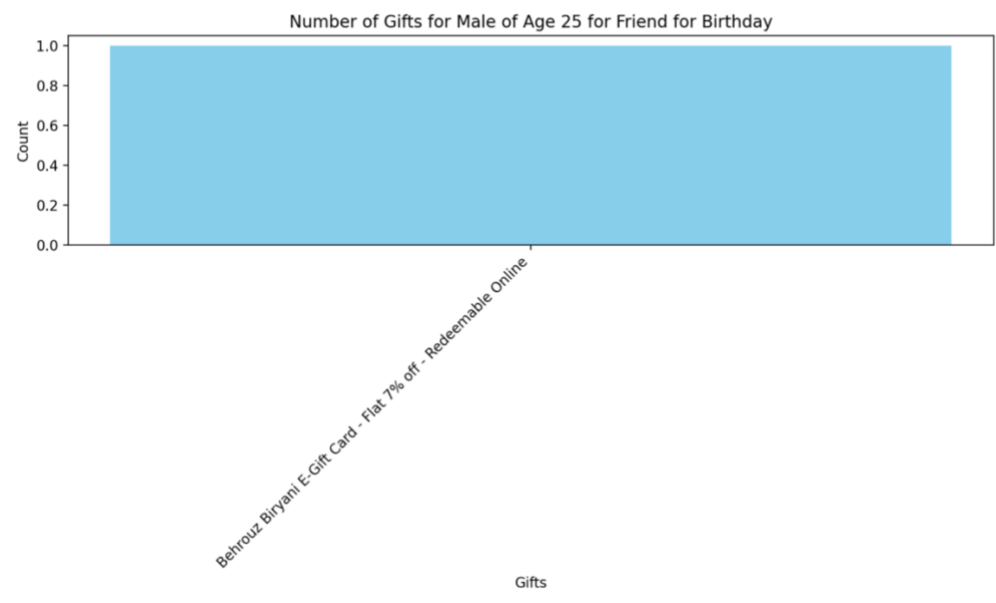 Number of Gifts for Male of Age 25 for Friend for Birthday
1.0
0.8
0.6
0.4
0.2
0.0
Count
Behrouz Biryani E-Gift Card - Flat 7% off - Redeemable Online
Gifts